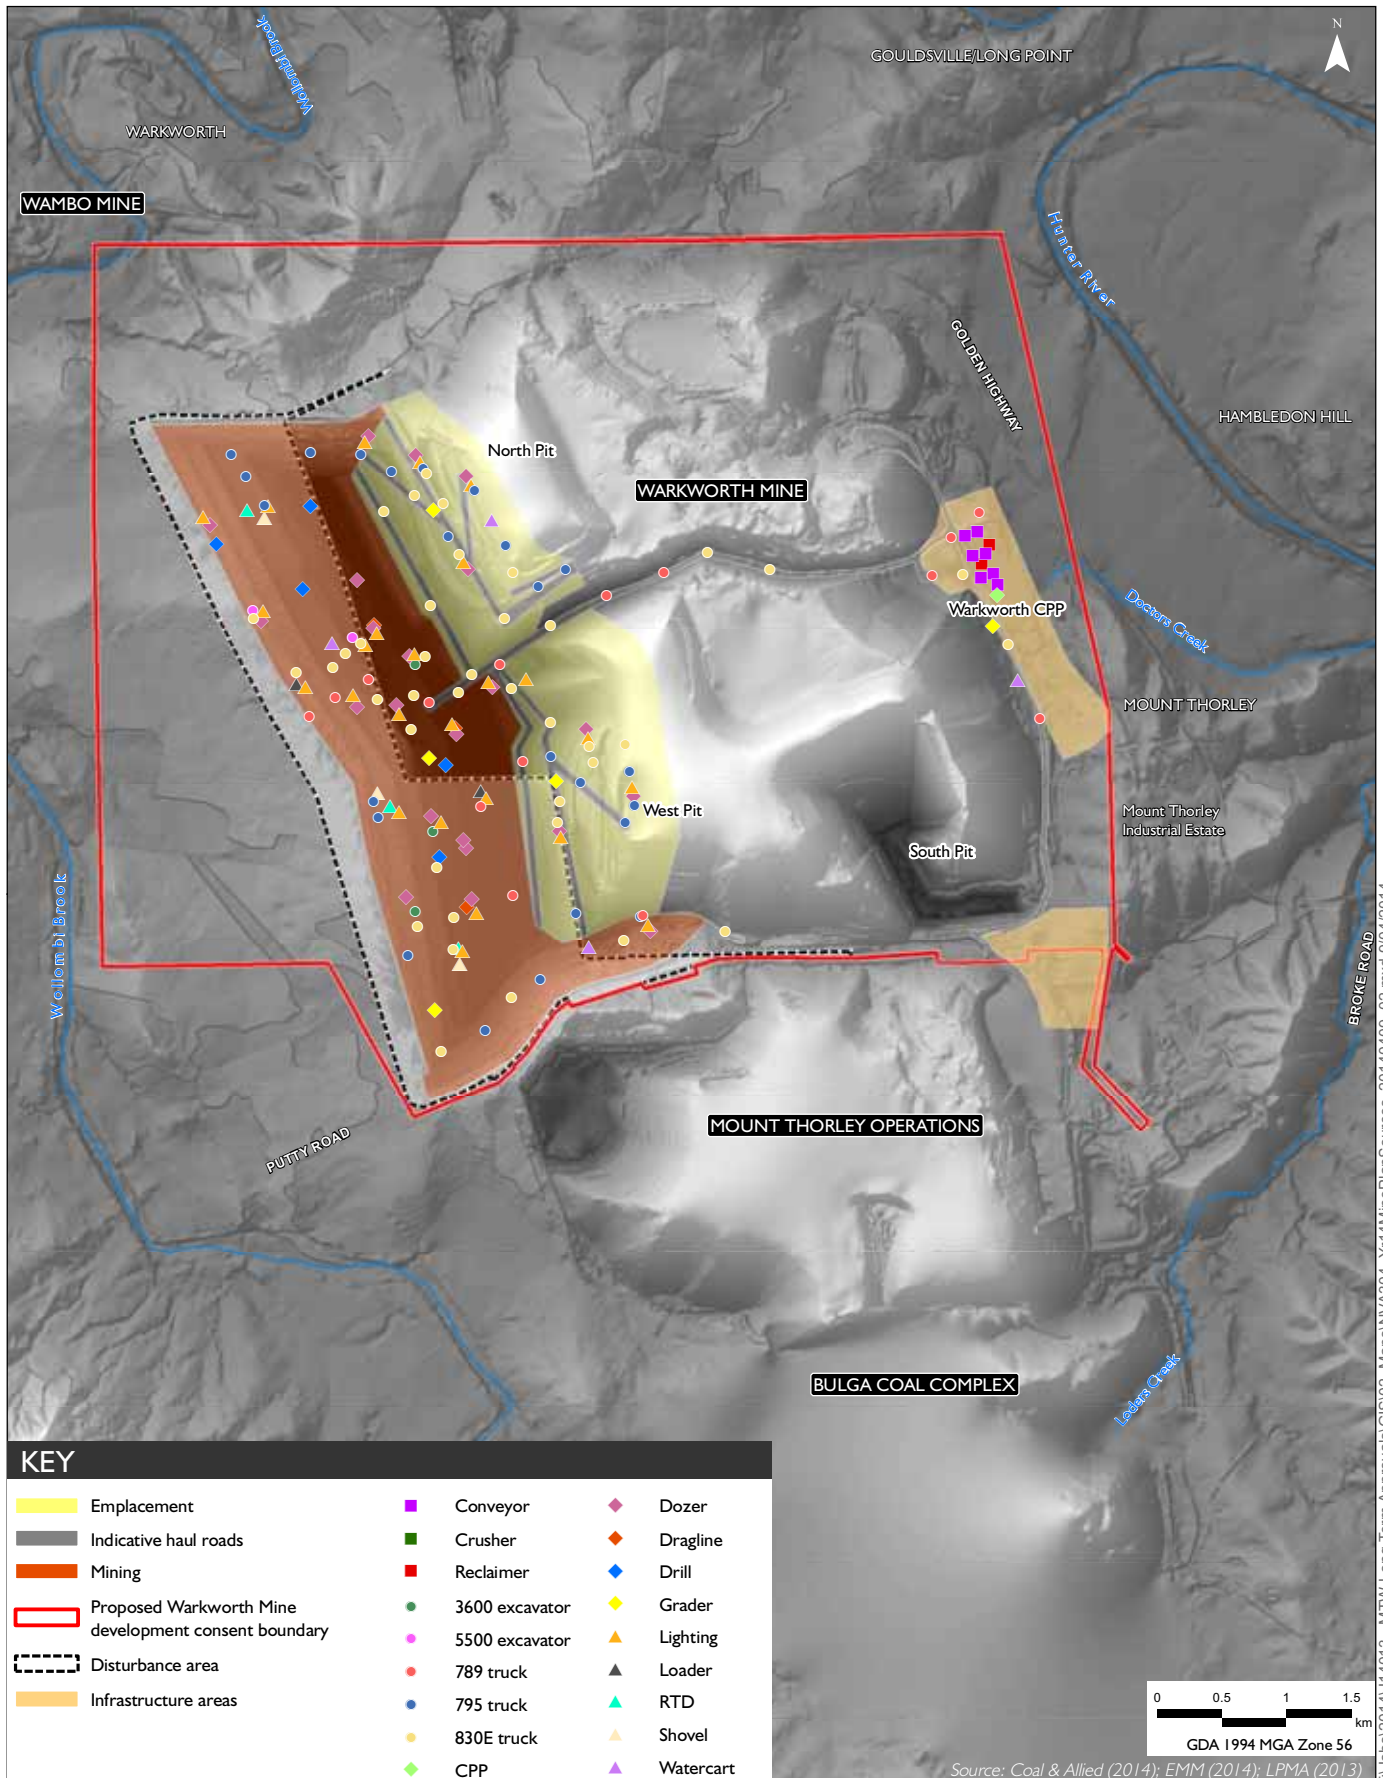 N
GOULDSVILLE/LONG POINT
Wollombi Brook
WARKWORTH
WAMBO MINE
Hunter River
GOLDEN HIGHWAY
HAMBLEDON HILL
North Pit
WARKWORTH MINE
Warkworth CPP
Doctors Creek
MOUNT THORLEY
West Pit
Mount Thorley
Industrial Estate
South Pit
Wollombi Brook
BROKE ROAD
MOUNT THORLEY OPERATIONS
PUTTY ROAD
BULGA COAL COMPLEX
Loders Creek
KEY
Emplacement
Indicative haul roads
Mining
Proposed Warkworth Mine
development consent boundary
Disturbance area
Infrastructure areas
Conveyor
Crusher
Reclaimer
3600 excavator
5500 excavator
789 truck
795 truck
830E truck
CPP
Dozer
Dragline
Drill
Grader
Lighting
Loader
RTD
Shovel
Watercart
0 0.5 1 1.5
km
GDA 1994 MGA Zone 56
Source: Coal & Allied (2014); EMM (2014); LPMA (2013)